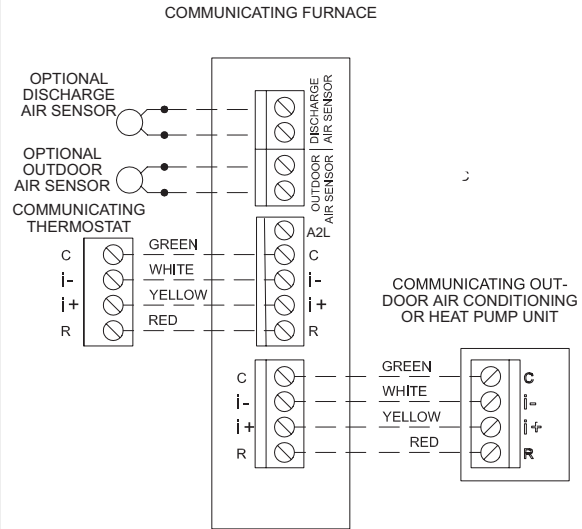 COMMUNICATING FURNACE
OPTIONAL
DISCHARGE
AIR SENSOR
DISCHARGE
AIR SENSOR
OPTIONAL
OUTDOOR
AIR SENSOR
OUTDOOR
AIR SENSOR
COMMUNICATING
THERMOSTAT
A2L
C GREEN C
i- WHITE i-
i+ YELLOW i+
R RED R
COMMUNICATING OUT-
DOOR AIR CONDITIONING
OR HEAT PUMP UNIT
C GREEN C
i- WHITE i-
i+ YELLOW i+
R RED R